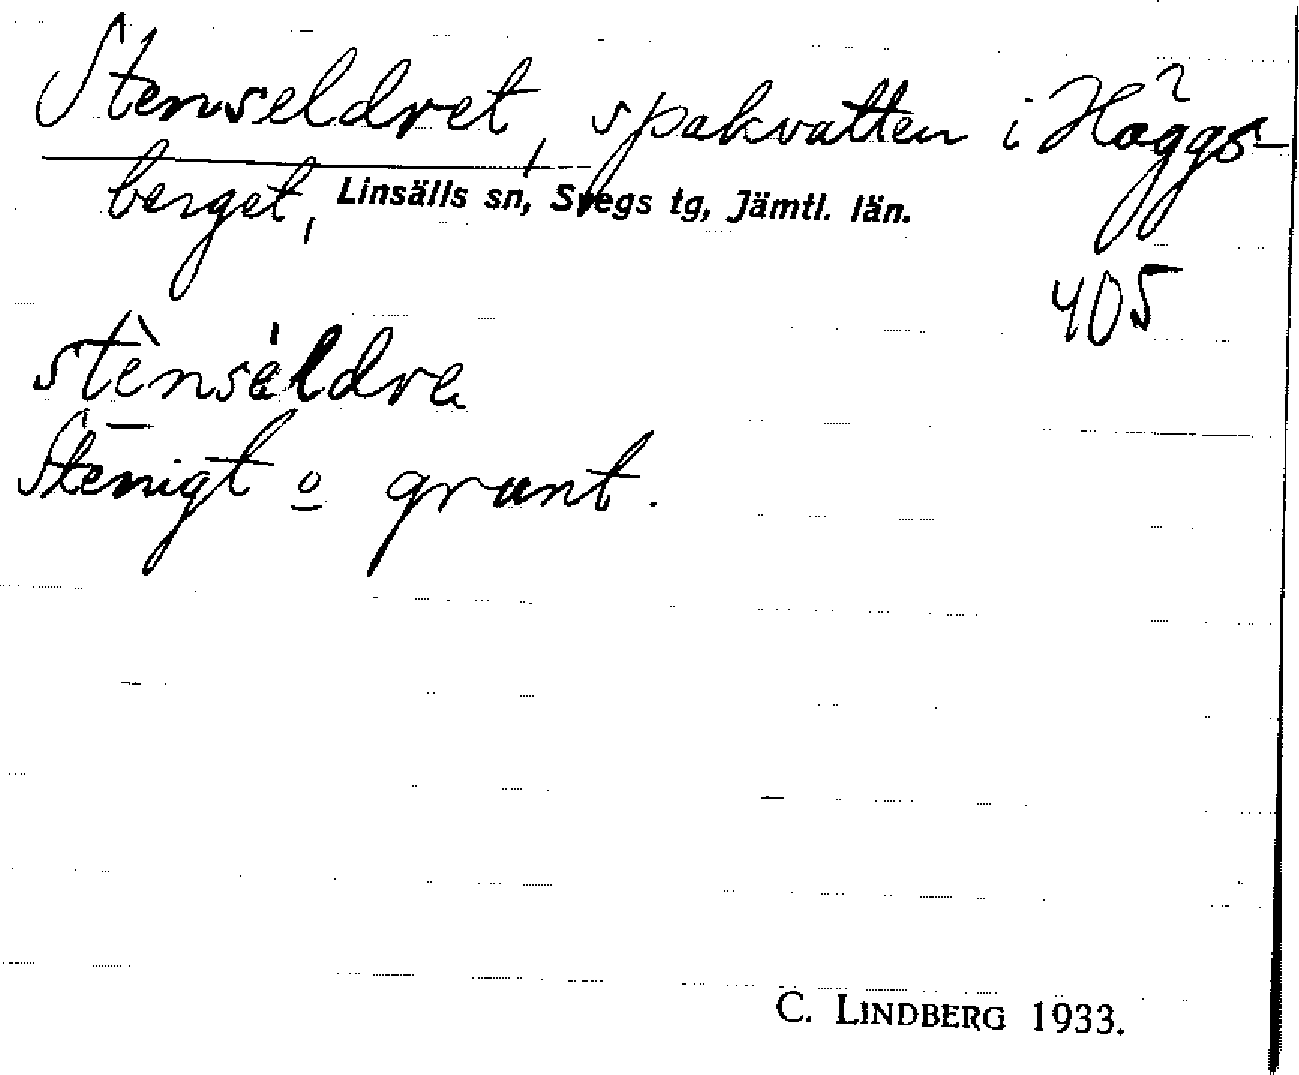 Stenseldret, spakvatten i Häggs-
berget, Linsälls sn, Svegs tg, Jämtl. län.
405
stènsèldre
Stenigt o grunt.
C. LINDBERG 1933.